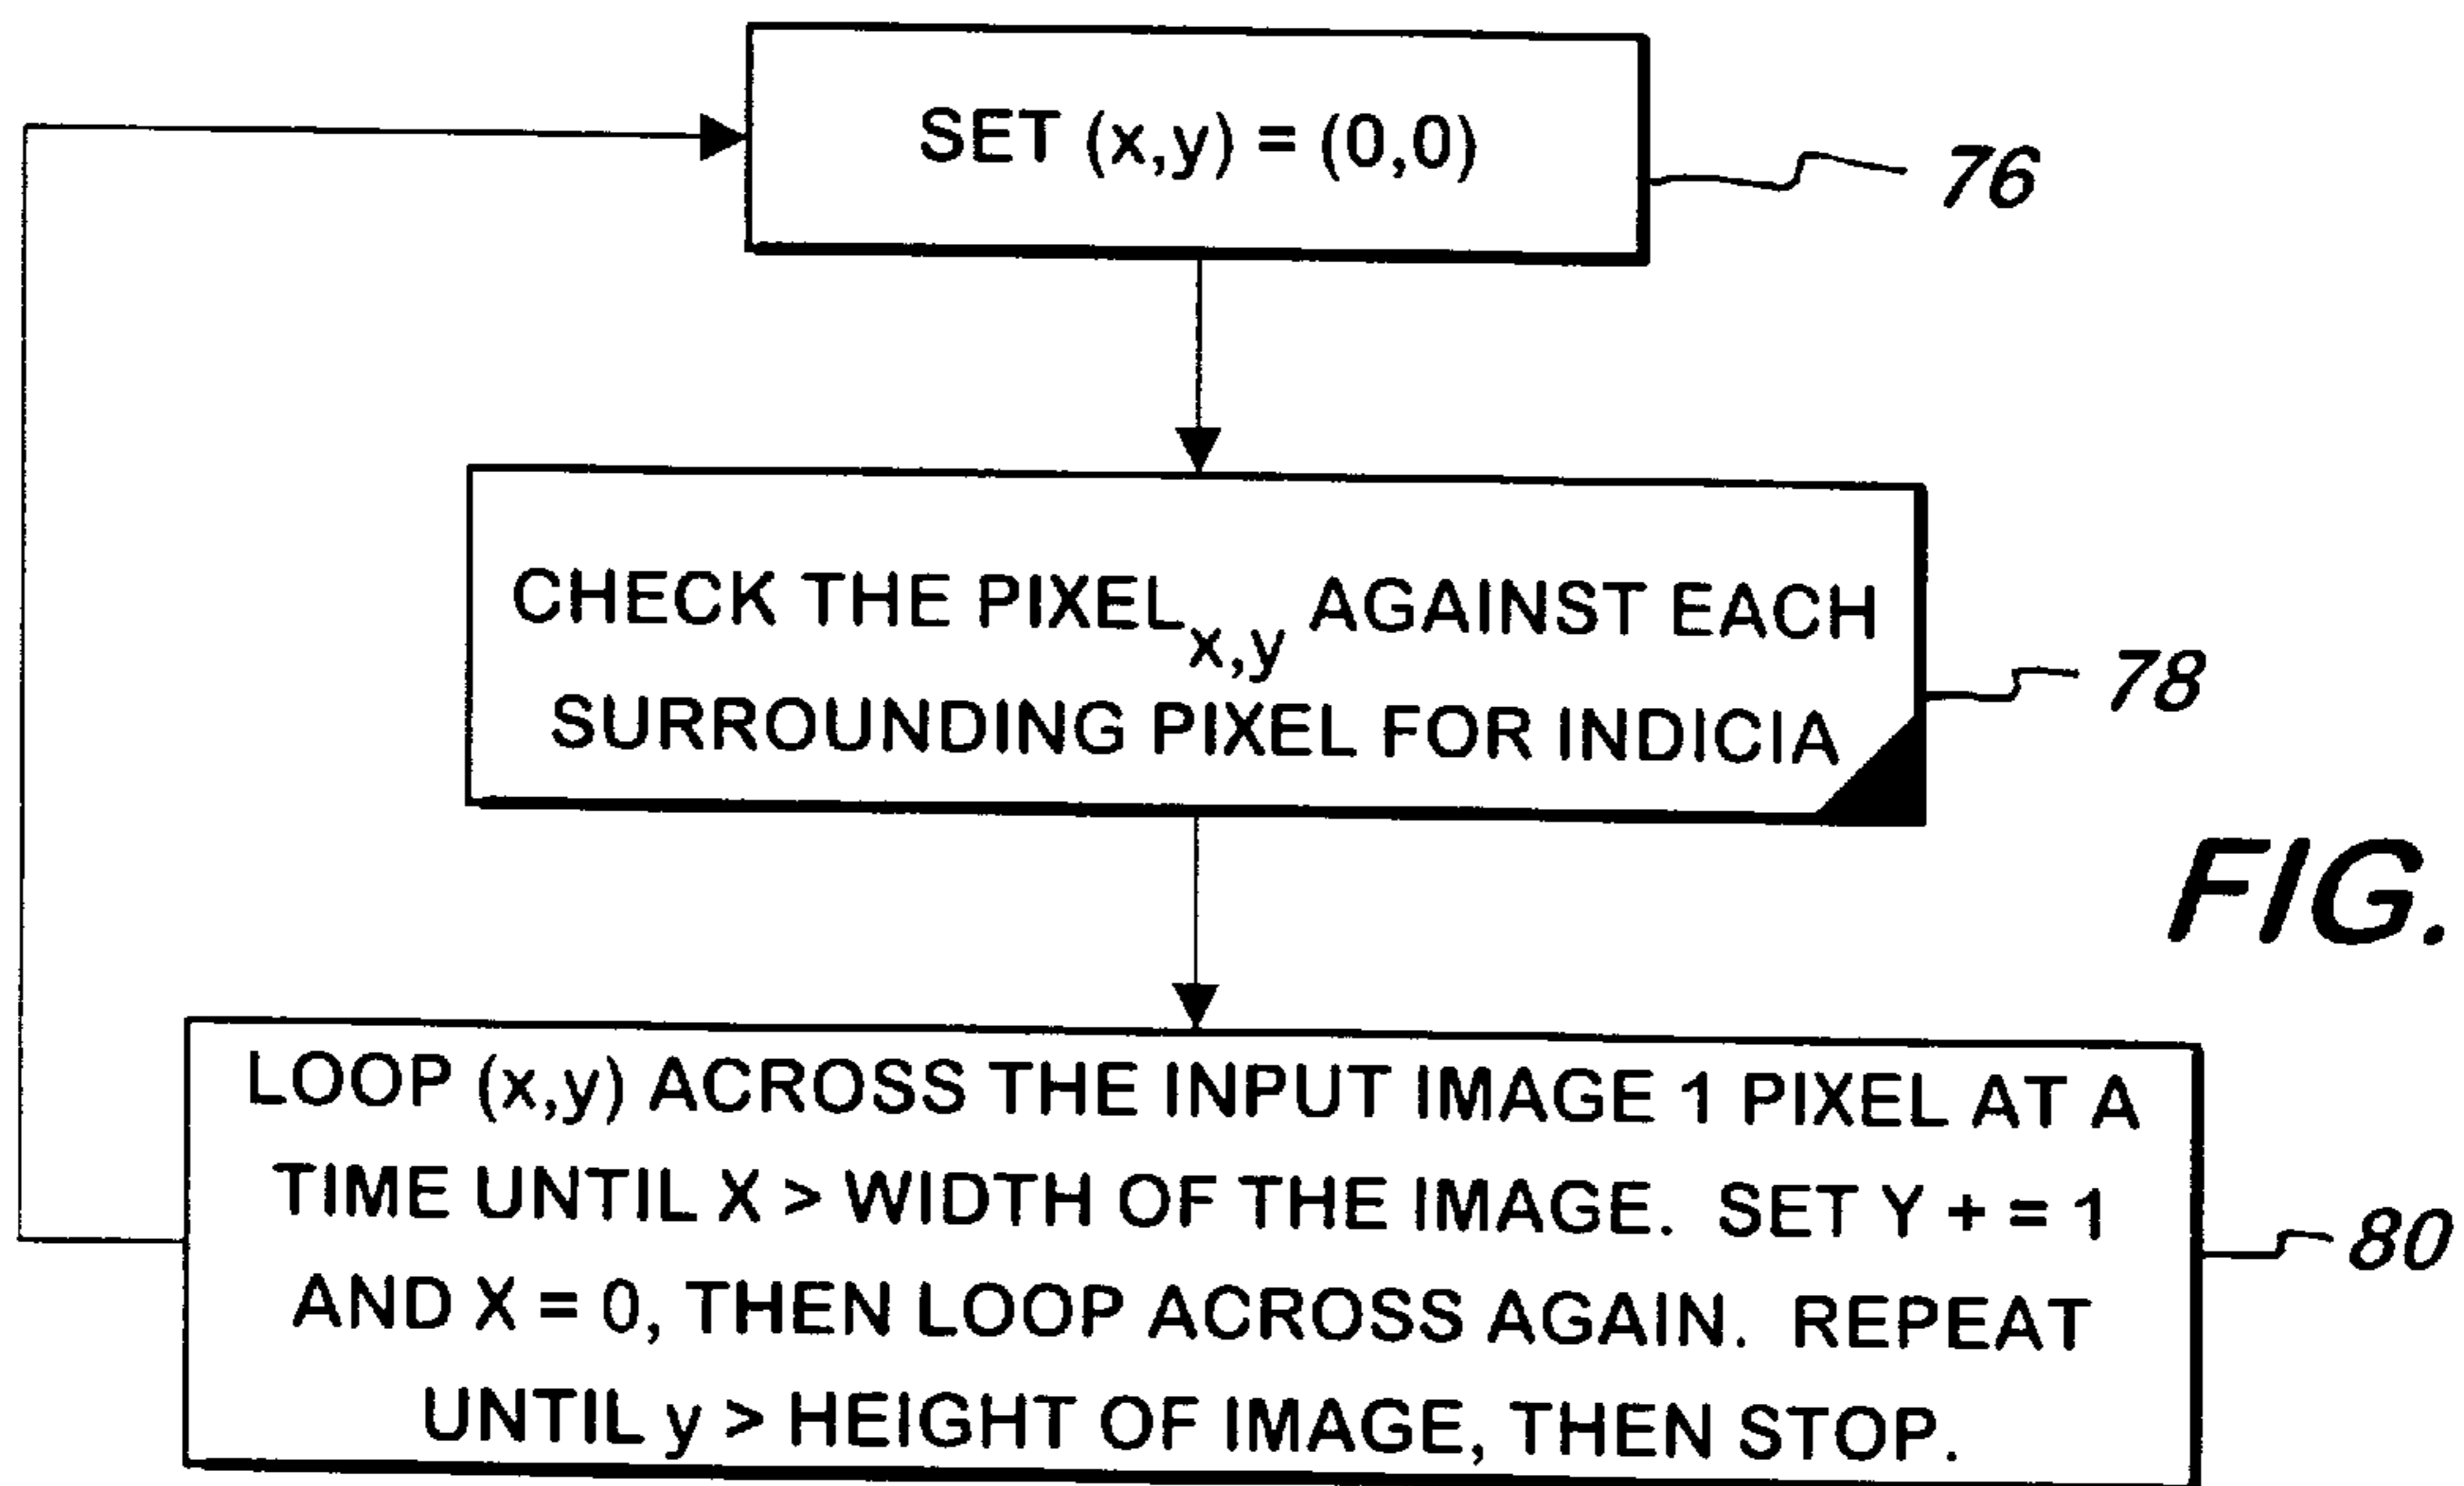 SET (x,y) = (0,0)
76
CHECK THE PIXELx,y AGAINST EACH
SURROUNDING PIXEL FOR INDICIA
78
FIG.
LOOP (x,y) ACROSS THE INPUT IMAGE 1 PIXEL AT A
TIME UNTIL X > WIDTH OF THE IMAGE. SET Y + = 1
AND X = 0, THEN LOOP ACROSS AGAIN. REPEAT
UNTIL y > HEIGHT OF IMAGE, THEN STOP.
80